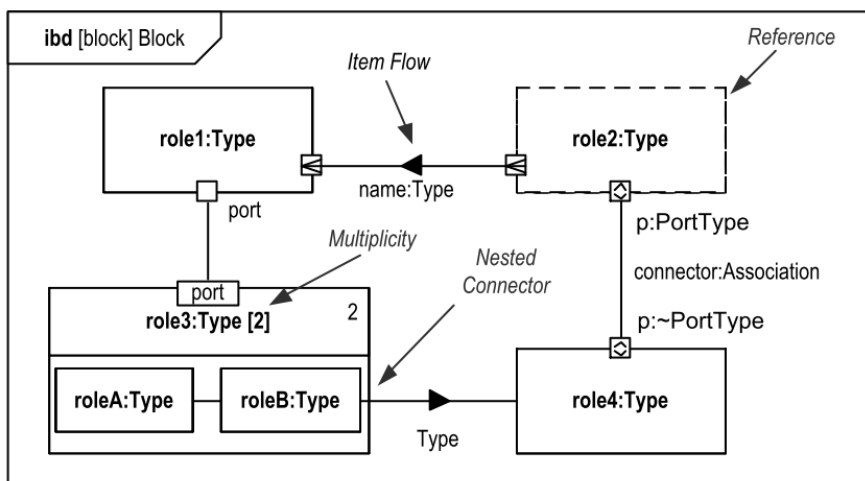 ibd [block] Block
Reference
Item Flow
role1:Type
role2:Type
name:Type
port
p:PortType
Multiplicity
Nested
Connector
connector:Association
port
role3:Type [2]
2
p:~PortType
roleA:Type
roleB:Type
role4:Type
Type